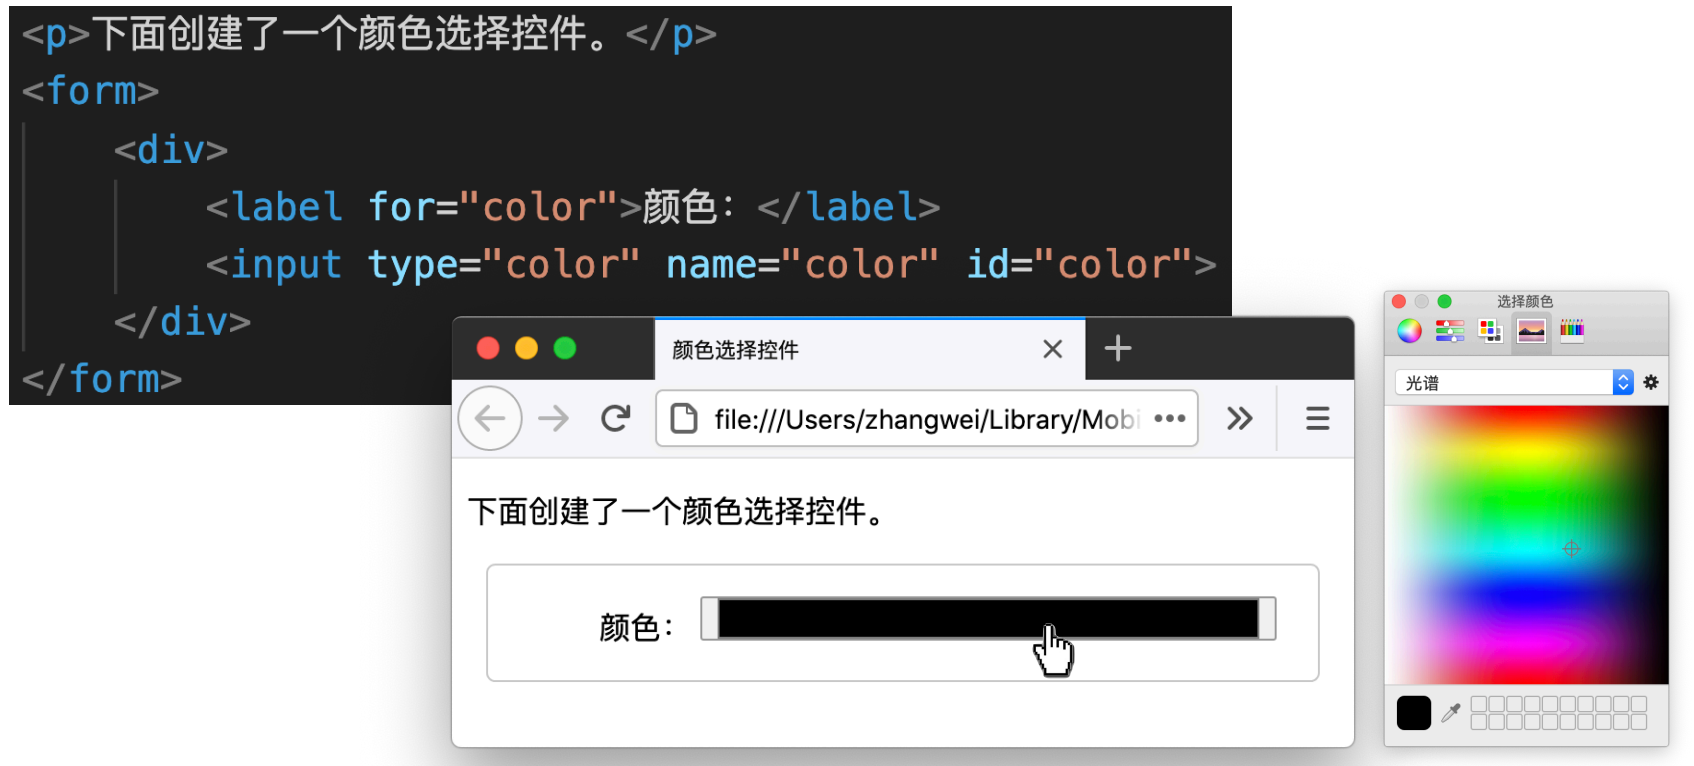 <p>下面创建了一个颜色选择控件。</p>
<form>
<div>
<label for="color">颜色：</label>
<input type="color" name="color" id="color">
</div>
</form>
颜色选择控件
file:///Users/zhangwei/Library/Mobi
下面创建了一个颜色选择控件。
颜色：
选择颜色
光谱